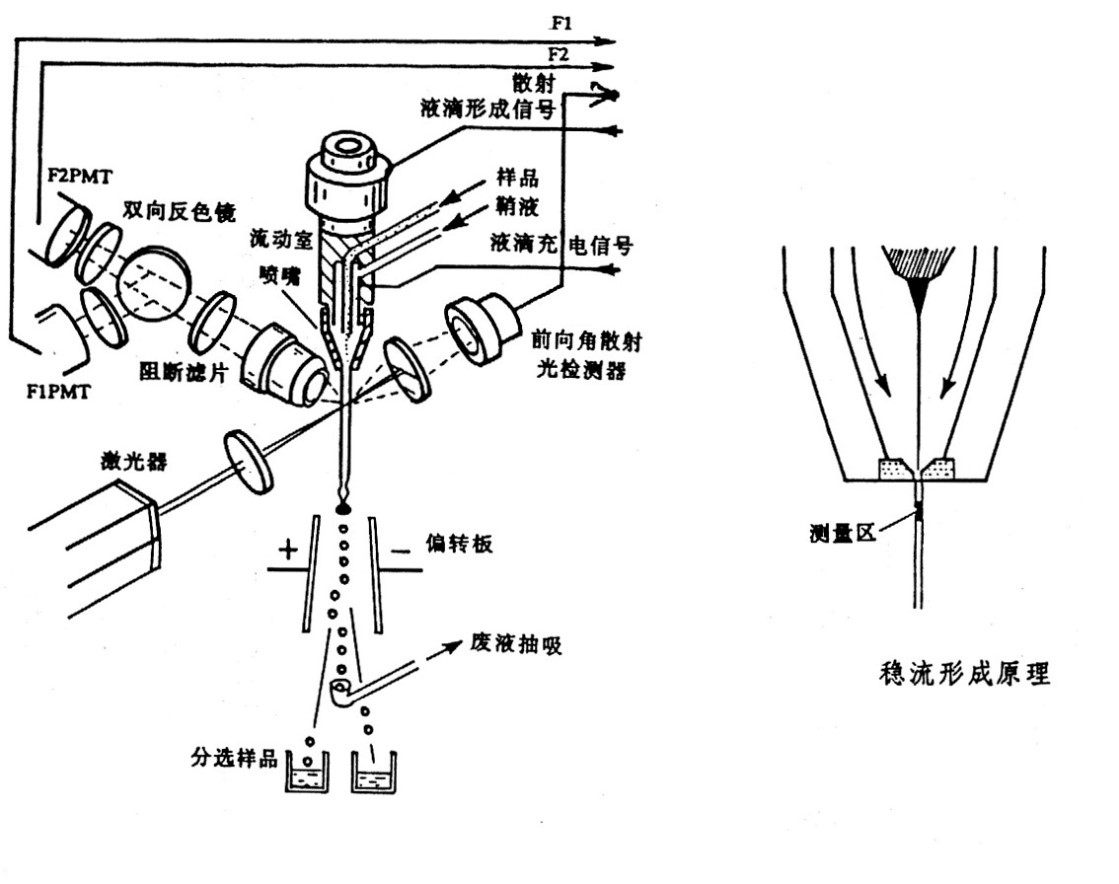 F1
F2
散射
液滴形成信号
F2PMT
样品
双向反色镜
鞘液
流动室
液滴充电信号
喷嘴
前向角散射
光检测器
阻断滤片
F1PMT
激光器
+
−
偏转板
测量区
废液抽吸
稳流形成原理
分选样品